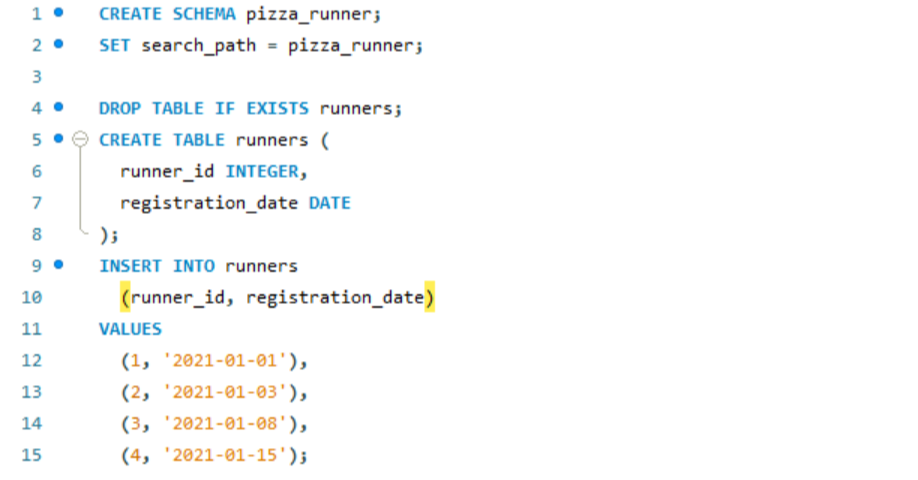 1 CREATE SCHEMA pizza_runner;
2 SET search_path = pizza_runner;
3
4 DROP TABLE IF EXISTS runners;
5 CREATE TABLE runners (
6 runner_id INTEGER,
7 registration_date DATE
8 );
9 INSERT INTO runners
10 (runner_id, registration_date)
11 VALUES
12 (1, '2021-01-01'),
13 (2, '2021-01-03'),
14 (3, '2021-01-08'),
15 (4, '2021-01-15');